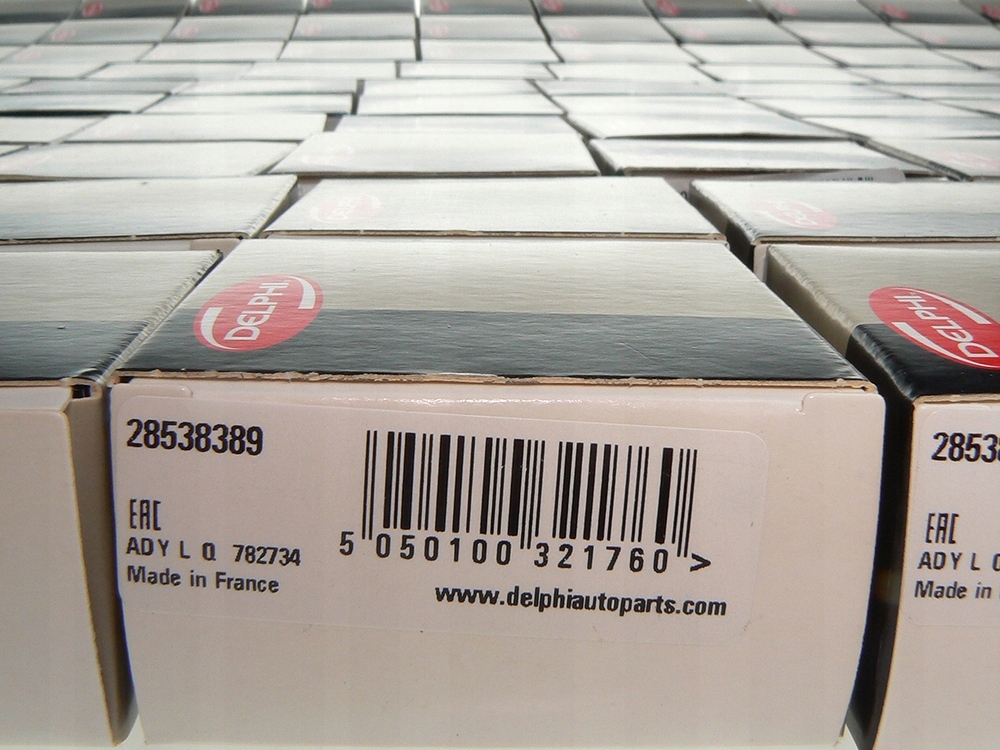 DELPHI
DELPHI
28538389
EAC
ADY L Q 782734
Made in France
5 050100 321760 >
www.delphiautoparts.com
2853
EAC
ADY L
Made in